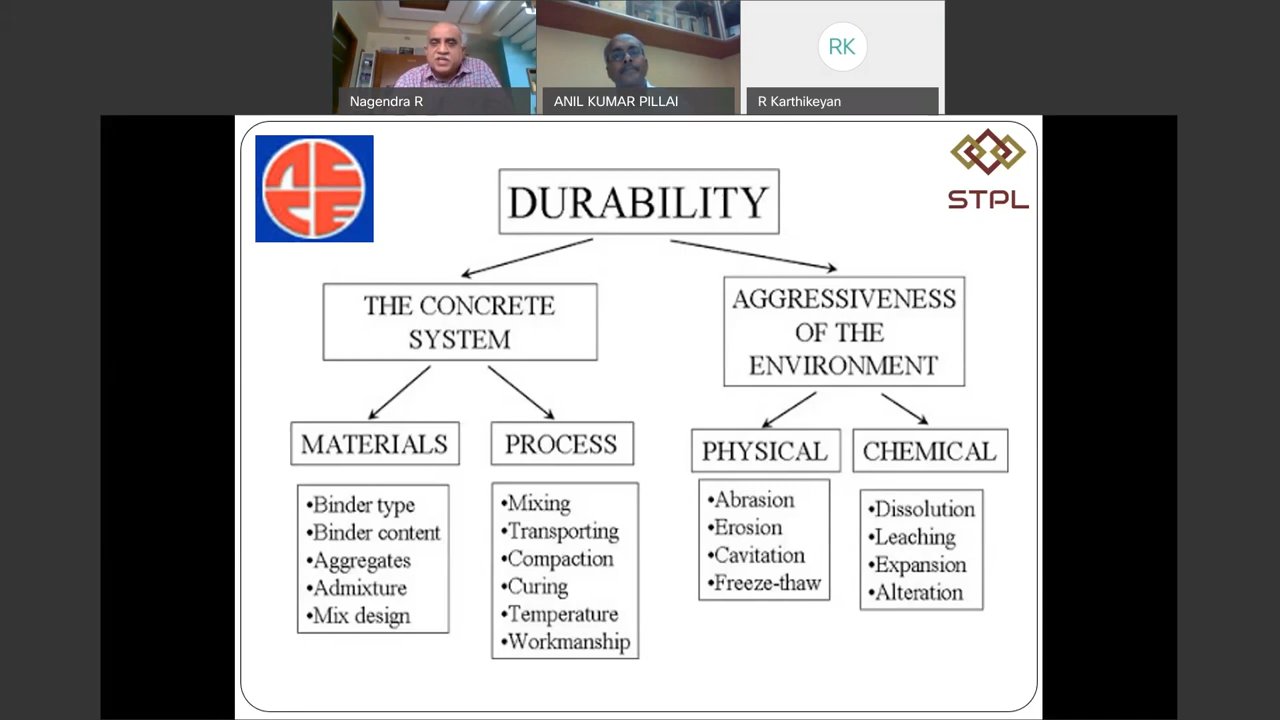 Nagendra R
ANIL KUMAR PILLAI
RK
R Karthikeyan
STPL
DURABILITY
THE CONCRETE
SYSTEM
AGGRESSIVENESS
OF THE
ENVIRONMENT
MATERIALS
PROCESS
PHYSICAL
CHEMICAL
•Binder type
•Binder content
•Aggregates
•Admixture
•Mix design
•Mixing
•Transporting
•Compaction
•Curing
•Temperature
•Workmanship
•Abrasion
•Erosion
•Cavitation
•Freeze-thaw
•Dissolution
•Leaching
•Expansion
•Alteration